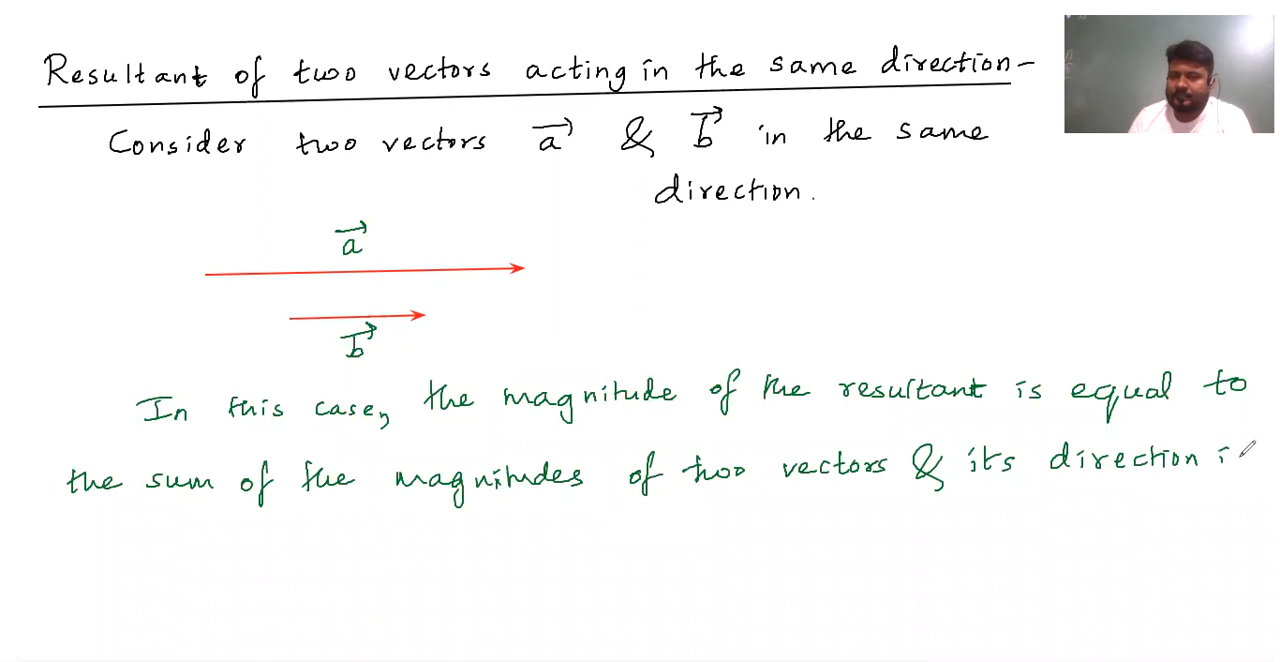 Resultant of two vectors acting in the same direction-
Consider two vectors a⃗ & b⃗ in the same
direction.
a⃗
b⃗
In this case, the magnitude of the resultant is equal to
the sum of the magnitudes of two vectors & its direction i